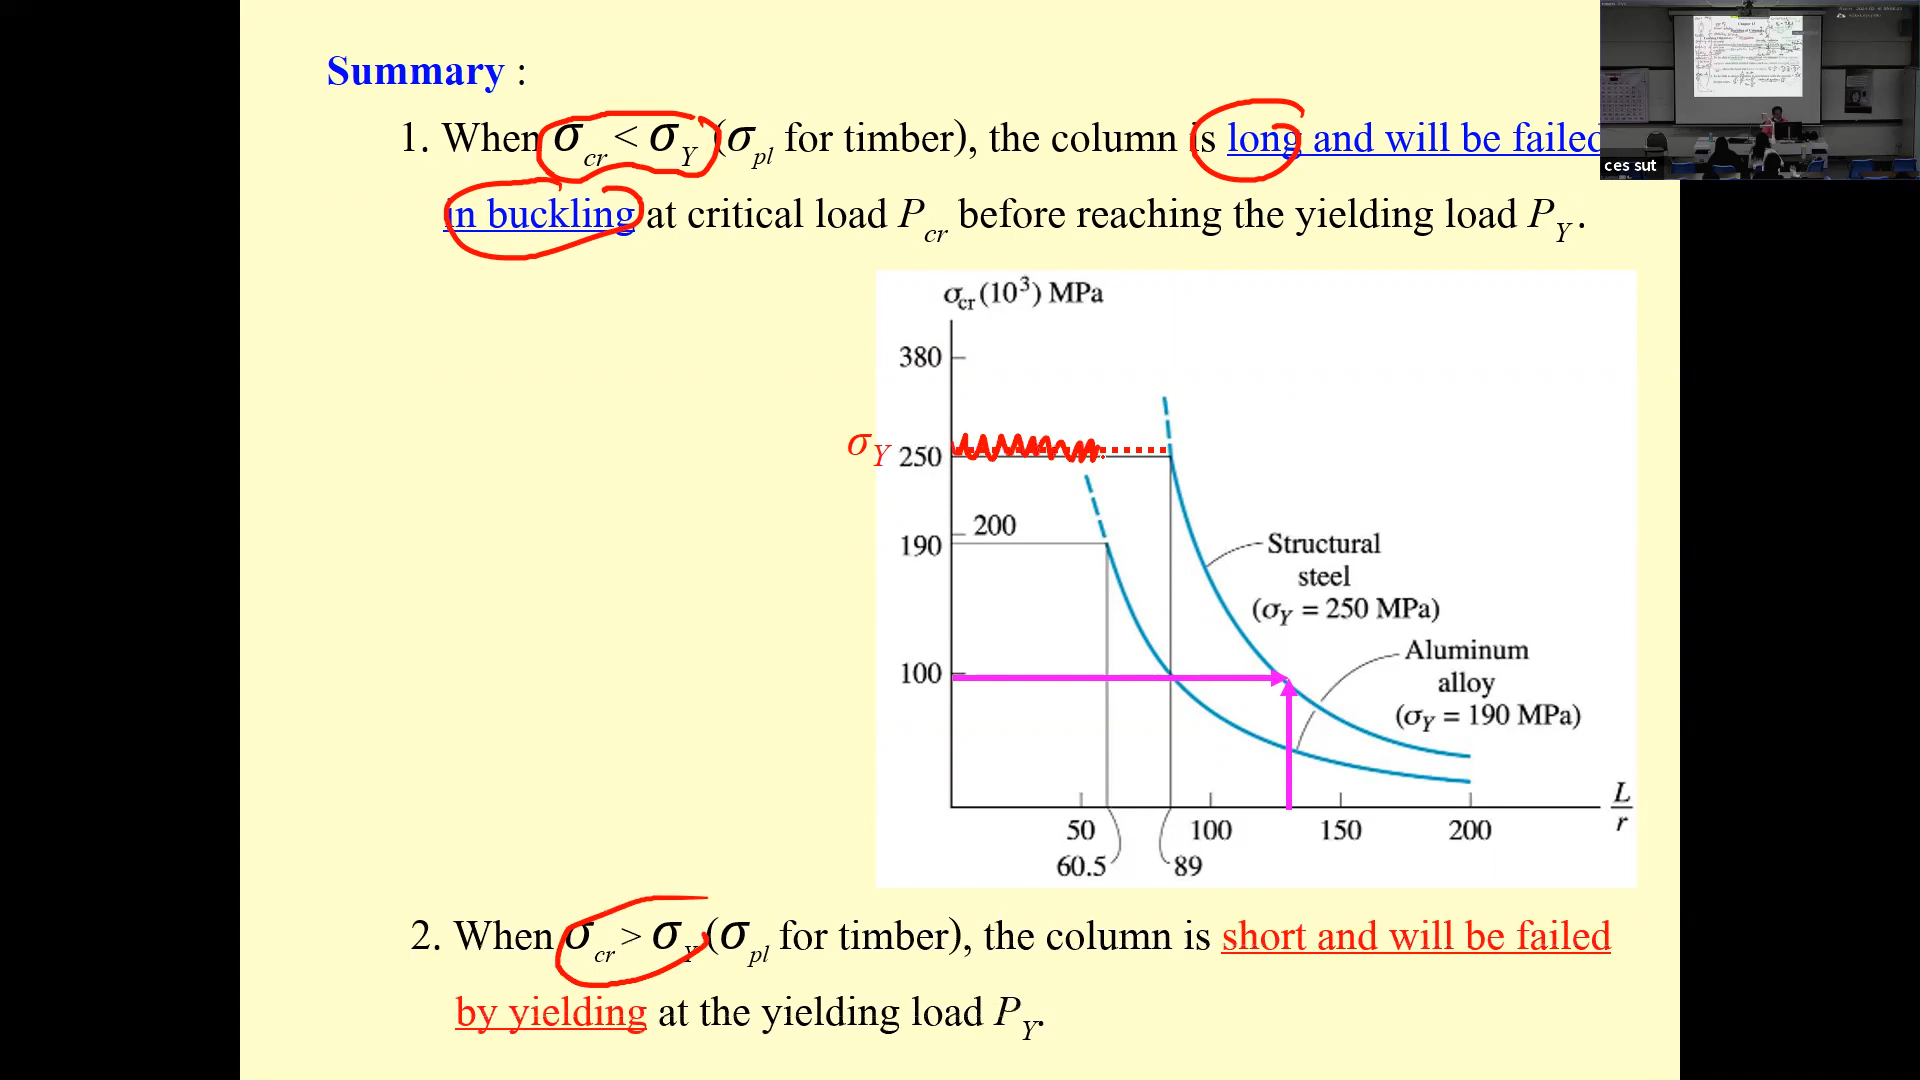 Summary :
1. When σcr < σY (σpl for timber), the column is long and will be failed
in buckling at critical load Pcr before reaching the yielding load PY.
ces sut
σcr (10³) MPa
380
σY 250
200
190
100
Structural
steel
(σY = 250 MPa)
Aluminum
alloy
(σY = 190 MPa)
L
r
50 100 150 200
60.5 89
2. When σcr > σY (σpl for timber), the column is short and will be failed
by yielding at the yielding load PY.